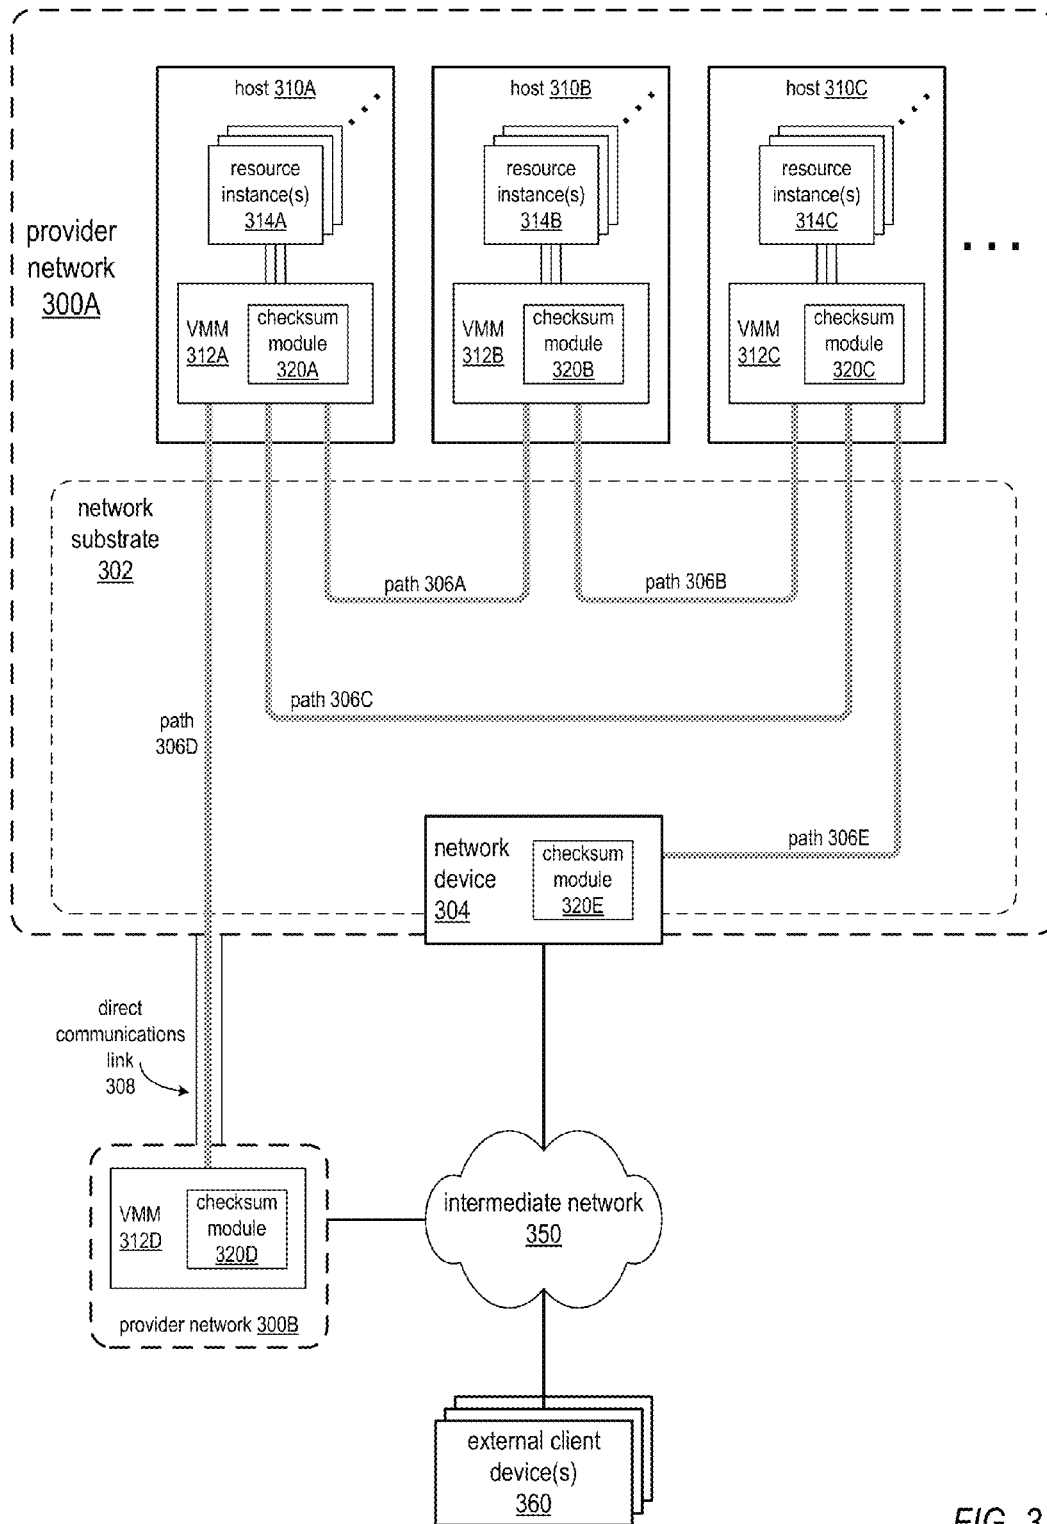 host 310A
host 310B
host 310C
resource
instance(s)
314A
resource
instance(s)
314B
resource
instance(s)
314C
provider
network
300A
VMM
312A
checksum
module
320A
VMM
312B
checksum
module
320B
VMM
312C
checksum
module
320C
network
substrate
302
path 306A
path 306B
path 306C
path
306D
network
device
304
checksum
module
320E
path 306E
direct
communications
link
308
VMM
312D
checksum
module
320D
provider network 300B
intermediate network
350
external client
device(s)
360
FIG. 3